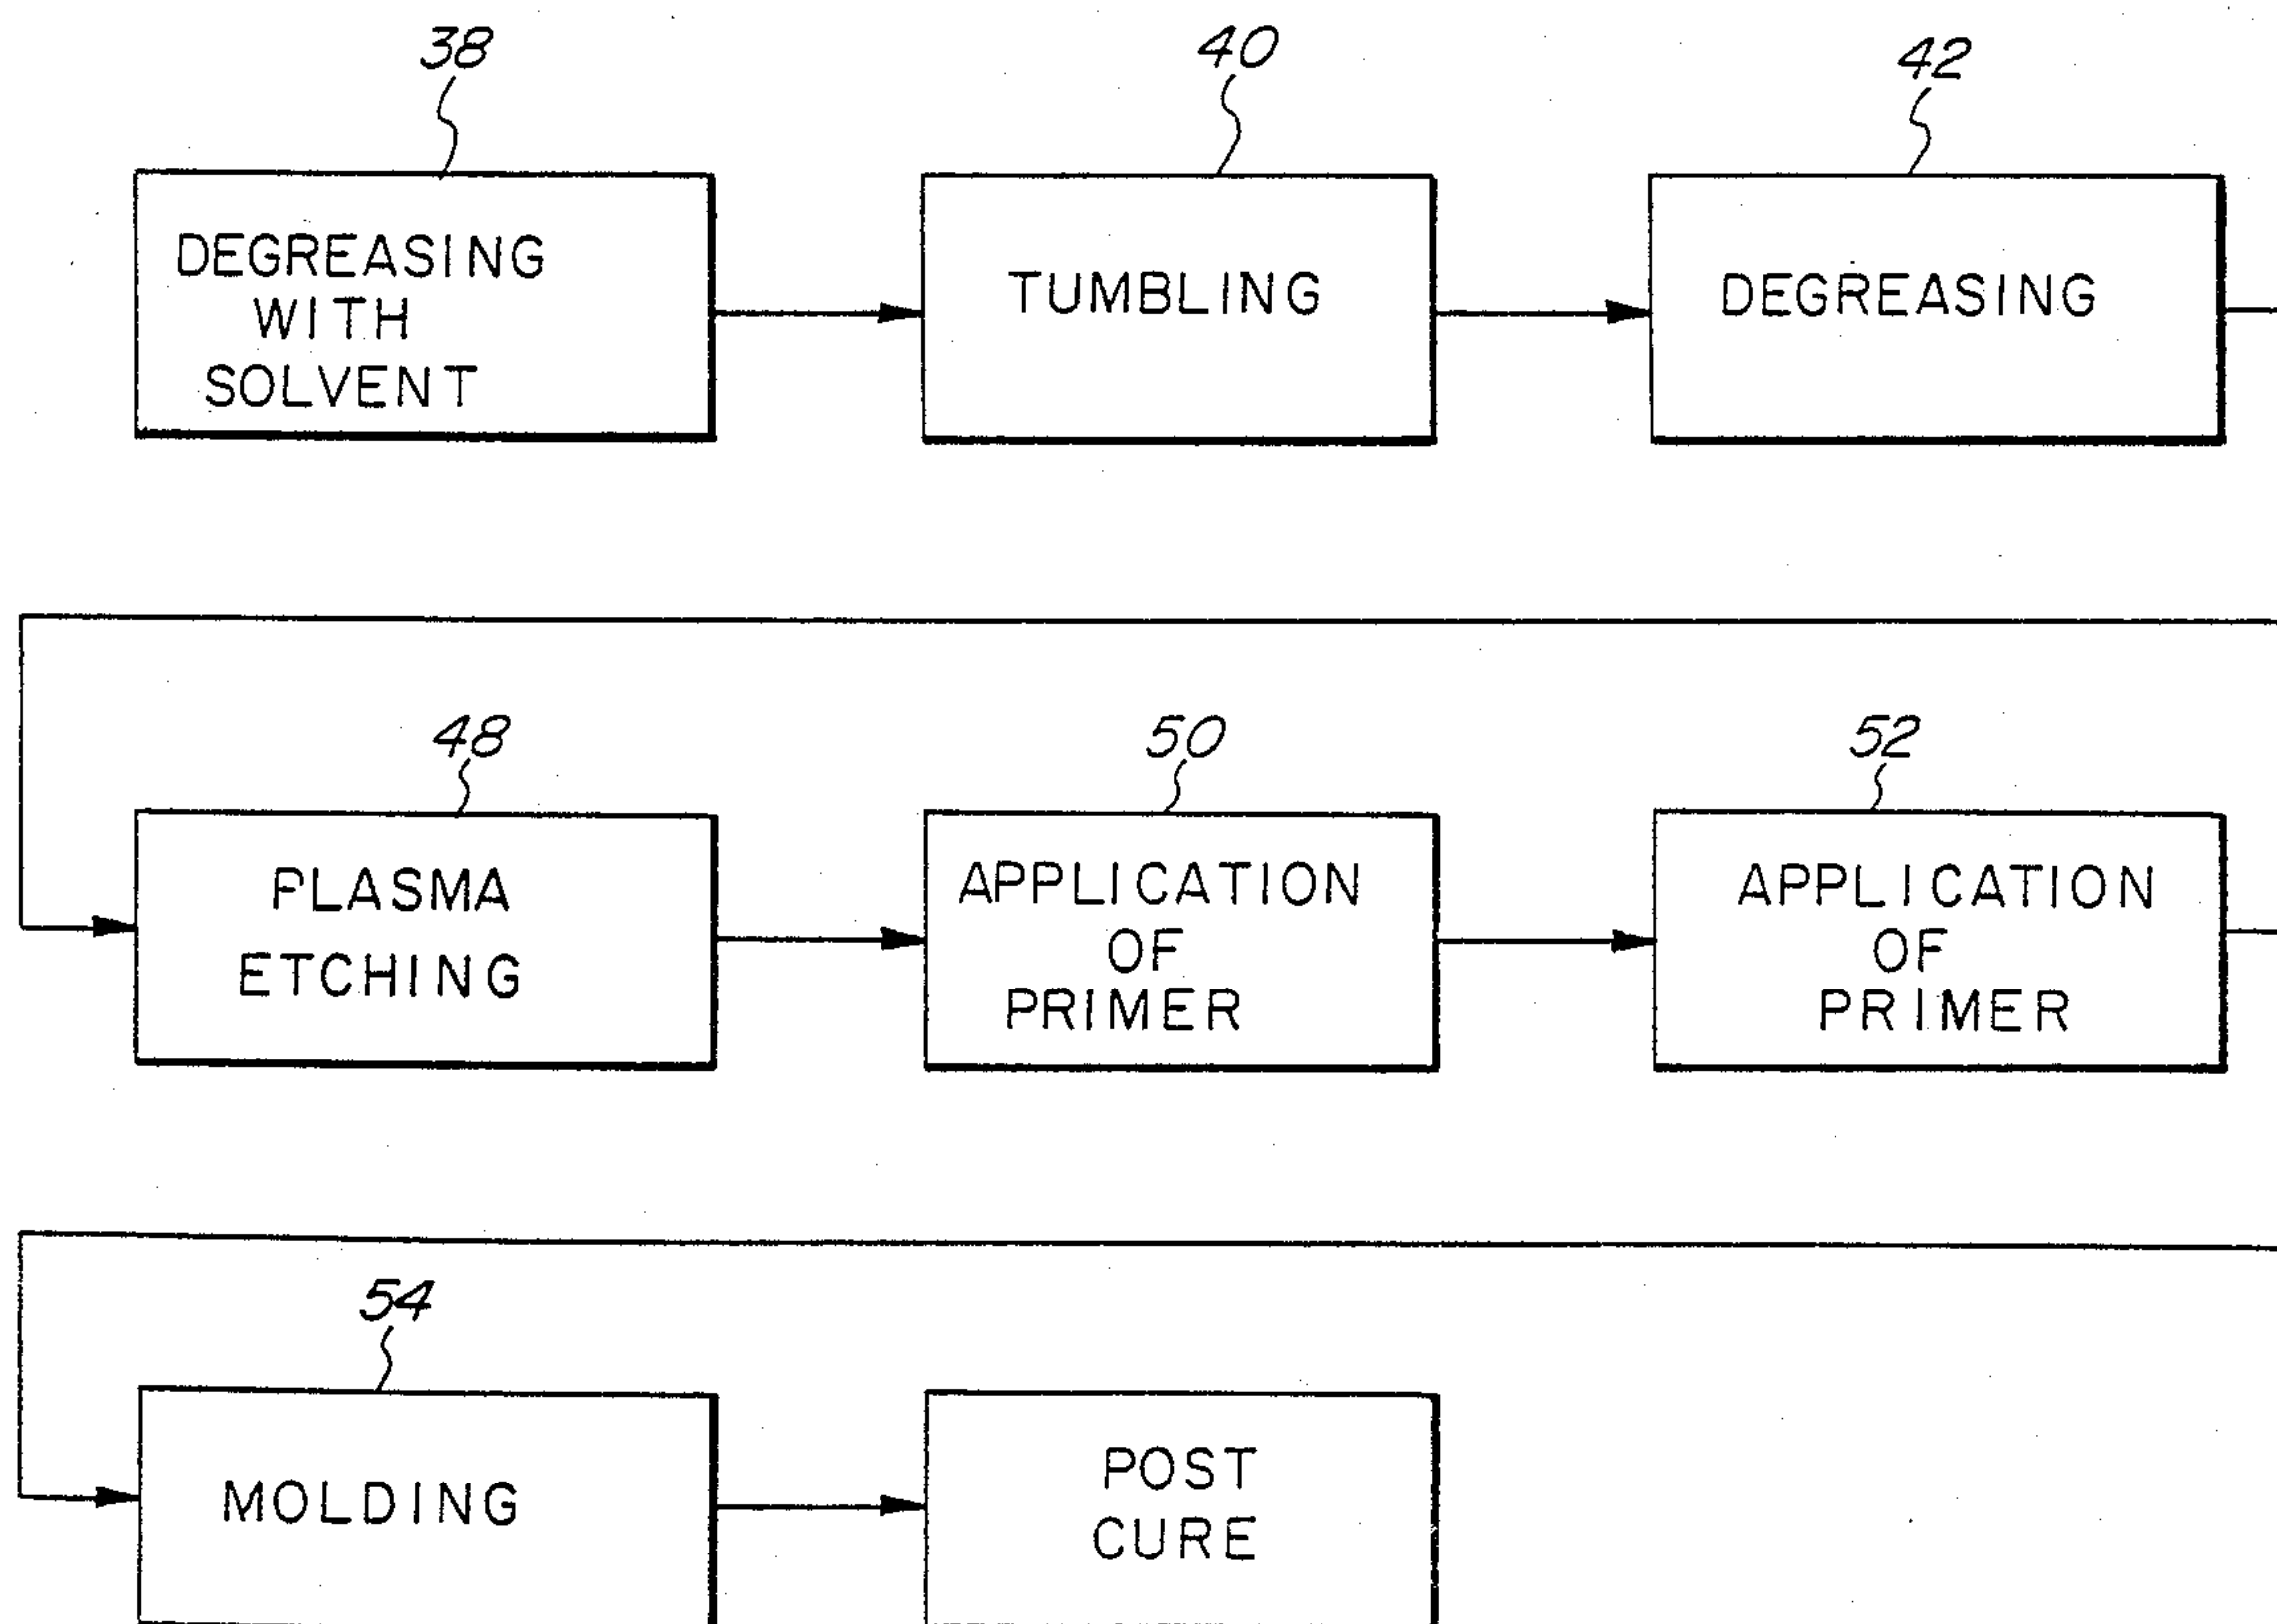 38
40
42
DEGREASING
WITH
SOLVENT
TUMBLING
DEGREASING
48
50
52
PLASMA
ETCHING
APPLICATION
OF
PRIMER
APPLICATION
OF
PRIMER
54
MOLDING
POST
CURE